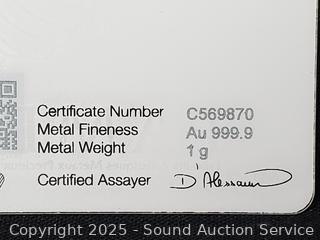 Certificate Number C569870
Metal Fineness Au 999.9
Metal Weight 1 g
Certified Assayer
Copyright 2025 - Sound Auction Service